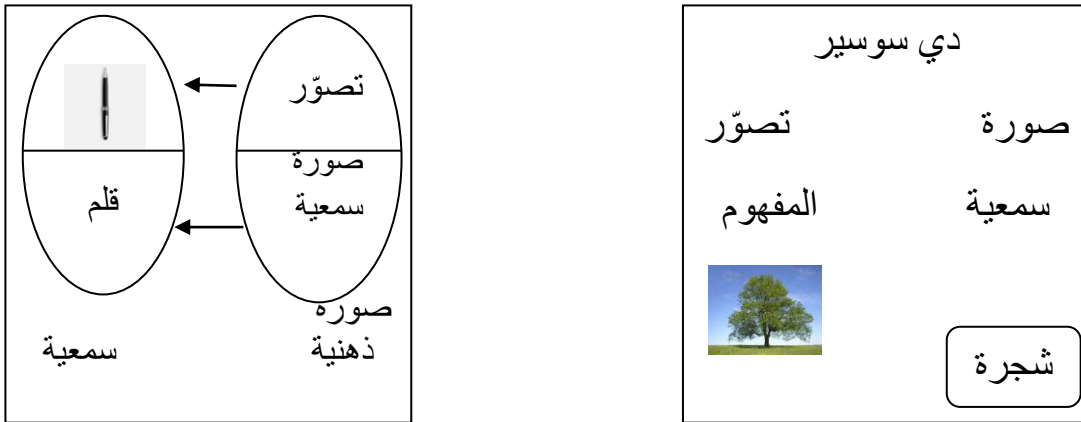 دي سوسير
صورة تصوّر
سمعية المفهوم
شجرة
تصوّر
صورة
سمعية
قلم
صورة
ذهنية سمعية